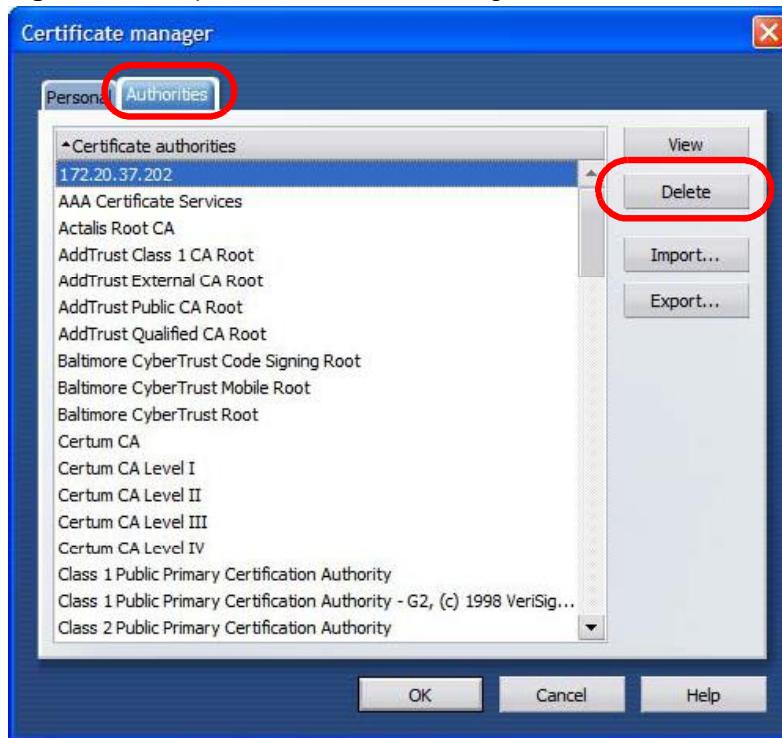 Certificate manager
Personal
Authorities
Certificate authorities
View
172.20.37.202
Delete
AAA Certificate Services
Actalis Root CA
AddTrust Class 1 CA Root
Import...
AddTrust External CA Root
AddTrust Public CA Root
Export...
AddTrust Qualified CA Root
Baltimore CyberTrust Code Signing Root
Baltimore CyberTrust Mobile Root
Baltimore CyberTrust Root
Certum CA
Certum CA Level I
Certum CA Level II
Certum CA Level III
Certum CA Level IV
Class 1 Public Primary Certification Authority
Class 1 Public Primary Certification Authority - G2, (c) 1998 VeriSig...
Class 2 Public Primary Certification Authority
OK
Cancel
Help